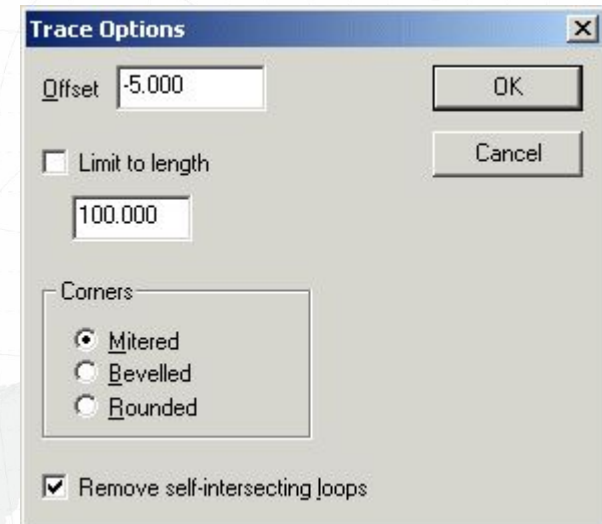 Trace Options
Offset -5.000
OK
Limit to length
Cancel
100.000
Corners
Mitered
Bevelled
Rounded
Remove self-intersecting loops